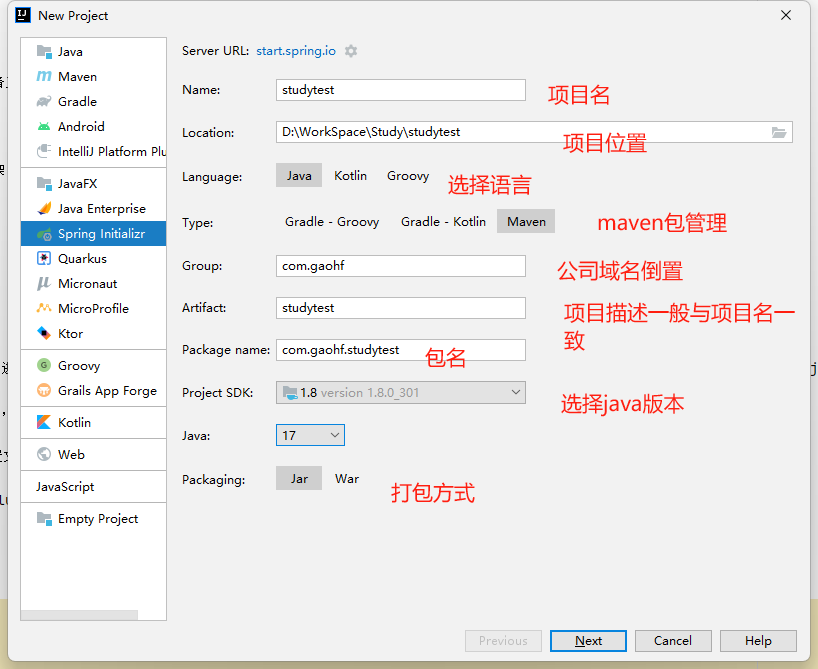 New Project
Java
Maven
Gradle
Android
IntelliJ Platform Plu
JavaFX
Java Enterprise
Spring Initializr
Quarkus
Micronaut
MicroProfile
Ktor
Groovy
Grails App Forge
Kotlin
Web
JavaScript
Empty Project
Server URL: start.spring.io
Name: studytest 项目名
Location: D:\WorkSpace\Study\studytest
项目位置
Language: Java Kotlin Groovy 选择语言
Type: Gradle - Groovy Gradle - Kotlin Maven maven包管理
Group: com.gaohf 公司域名倒置
Artifact: studytest 项目描述一般与项目名一
致
Package name: com.gaohf.studytest 包名
Project SDK: 1.8 version 1.8.0_301 选择java版本
Java: 17
Packaging: Jar War 打包方式
Previous Next Cancel Help